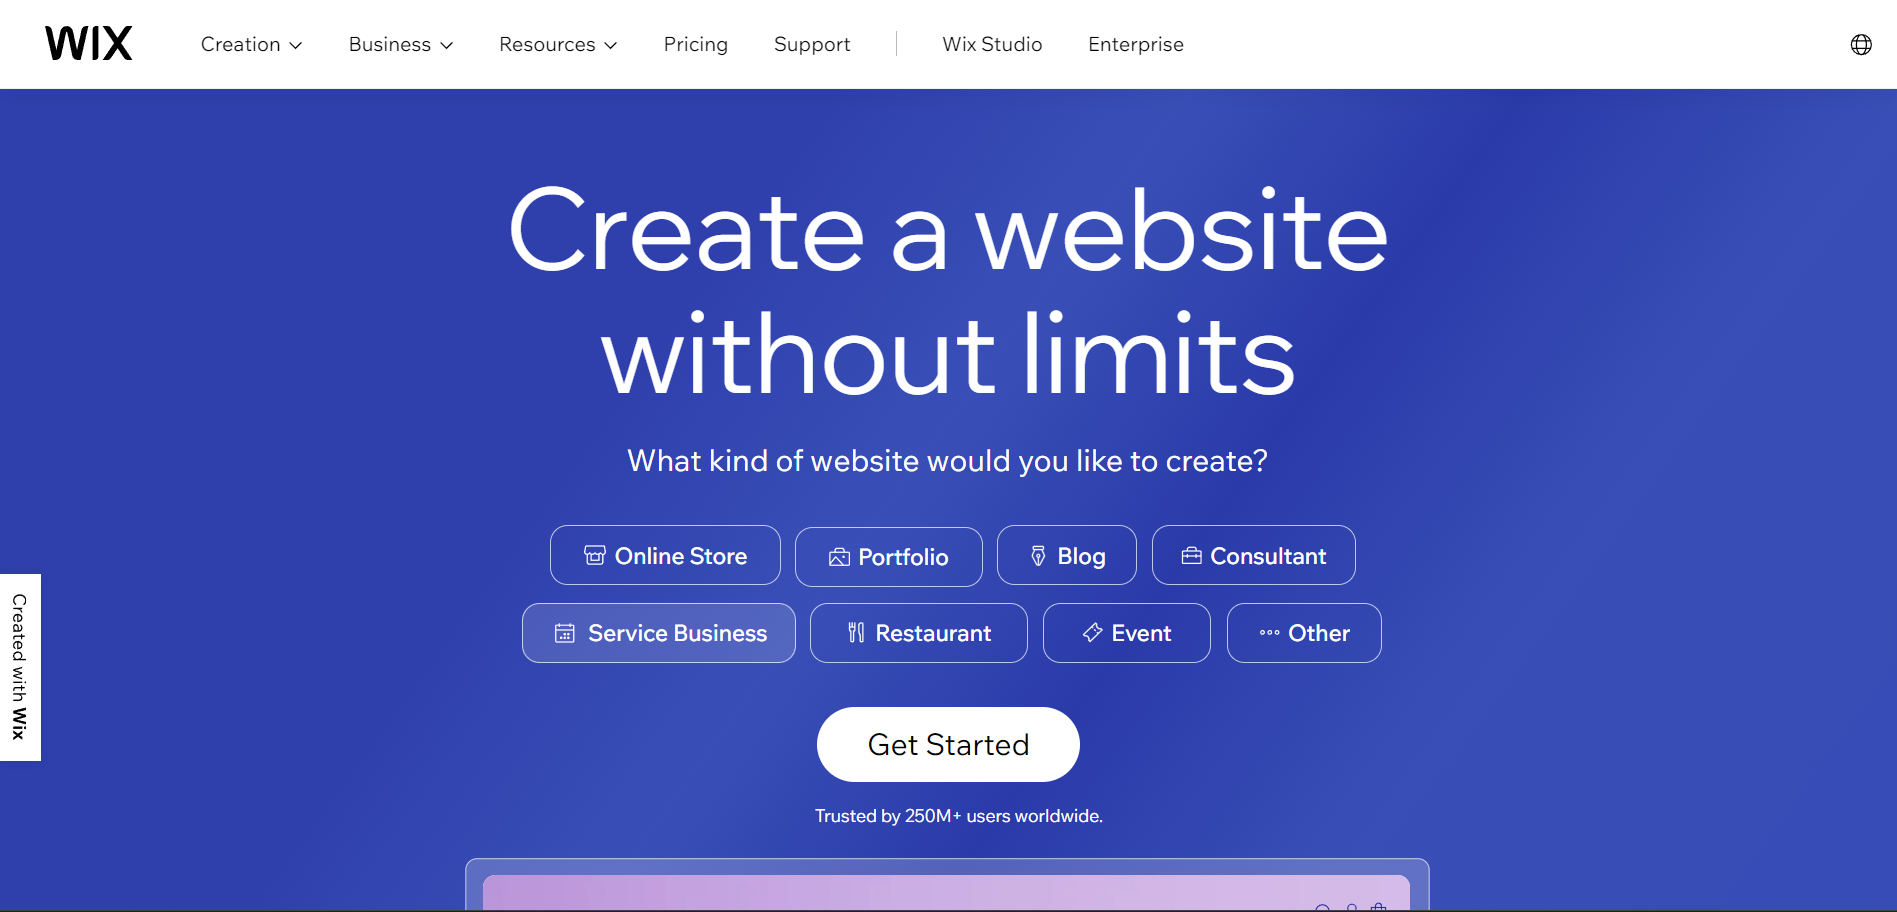 WIX
Creation
Business
Resources
Pricing
Support
Wix Studio
Enterprise
Create a website
without limits
What kind of website would you like to create?
Online Store
Portfolio
Blog
Consultant
Service Business
Restaurant
Event
Other
Get Started
Trusted by 250M+ users worldwide.
Created with Wix